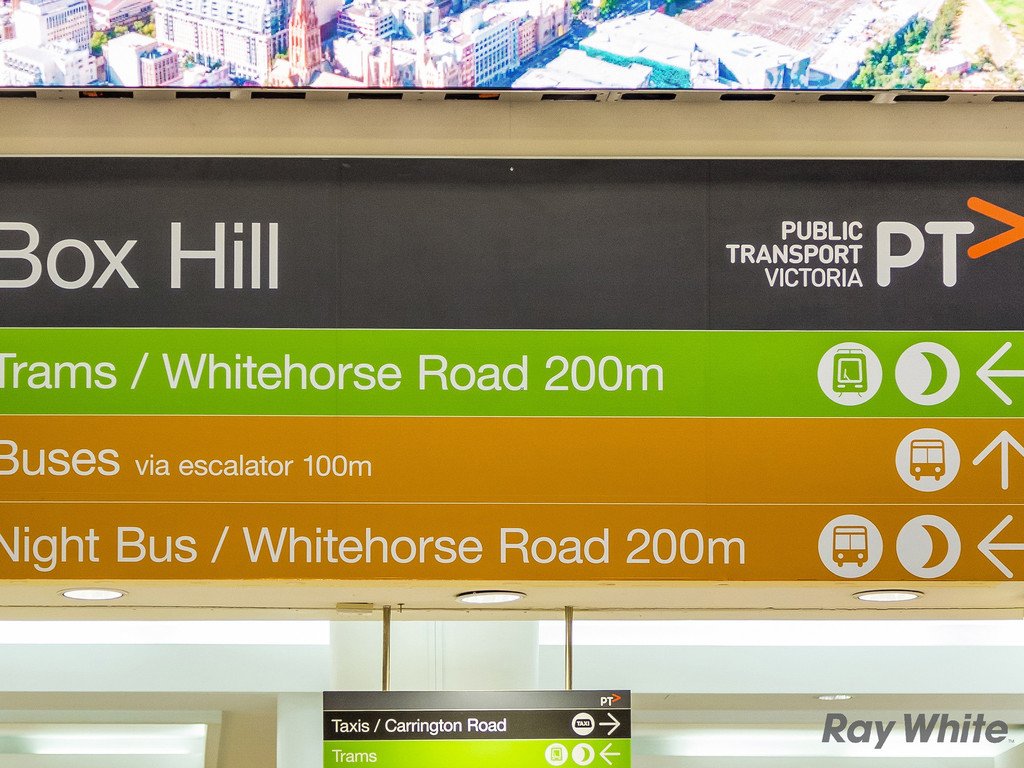 Box Hill
PUBLIC
TRANSPORT
VICTORIA
PT
Trams / Whitehorse Road 200m
Buses via escalator 100m
Night Bus / Whitehorse Road 200m
PT
Taxis / Carrington Road
TAXI
Trams
Ray White